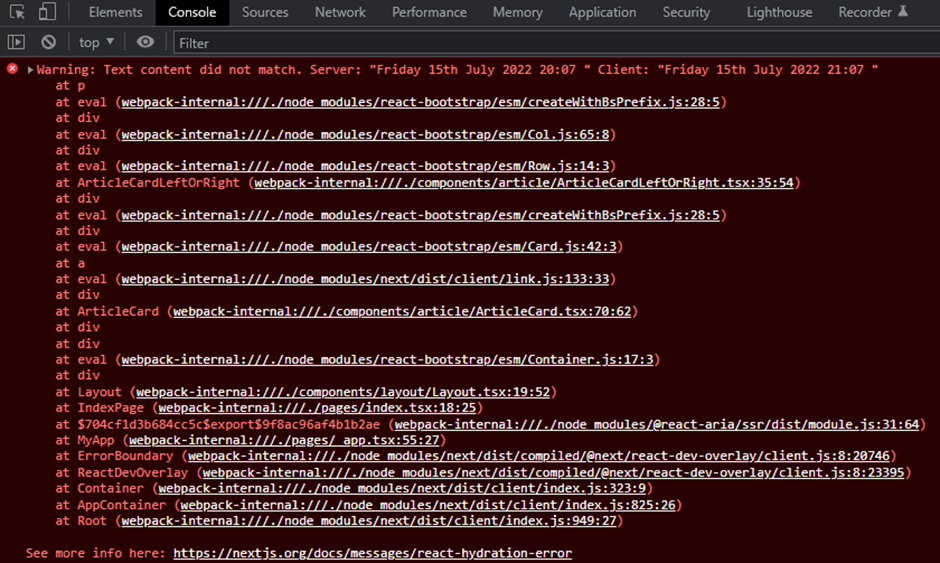 Elements Console Sources Network Performance Memory Application Security Lighthouse Recorder
top Filter
Warning: Text content did not match. Server: "Friday 15th July 2022 20:07 " Client: "Friday 15th July 2022 21:07 "
at p
at eval (webpack-internal:///./node_modules/react-bootstrap/esm/createWithBsPrefix.js:28:5)
at div
at eval (webpack-internal:///./node_modules/react-bootstrap/esm/Col.js:65:8)
at div
at eval (webpack-internal:///./node_modules/react-bootstrap/esm/Row.js:14:3)
at ArticleCardLeftOrRight (webpack-internal:///./components/article/ArticleCardLeftOrRight.tsx:35:54)
at div
at eval (webpack-internal:///./node_modules/react-bootstrap/esm/createWithBsPrefix.js:28:5)
at div
at eval (webpack-internal:///./node_modules/react-bootstrap/esm/Card.js:42:3)
at a
at eval (webpack-internal:///./node_modules/next/dist/client/link.js:133:33)
at div
at ArticleCard (webpack-internal:///./components/article/ArticleCard.tsx:70:62)
at div
at div
at eval (webpack-internal:///./node_modules/react-bootstrap/esm/Container.js:17:3)
at div
at Layout (webpack-internal:///./components/layout/Layout.tsx:19:52)
at IndexPage (webpack-internal:///./pages/index.tsx:18:25)
at $704cf1d3b684cc5c$export$9f8ac96af4b1b2ae (webpack-internal:///./node_modules/@react-aria/ssr/dist/module.js:31:64)
at MyApp (webpack-internal:///./pages/_app.tsx:55:27)
at ErrorBoundary (webpack-internal:///./node_modules/next/dist/compiled/@next/react-dev-overlay/client.js:8:20746)
at ReactDevOverlay (webpack-internal:///./node_modules/next/dist/compiled/@next/react-dev-overlay/client.js:8:23395)
at Container (webpack-internal:///./node_modules/next/dist/client/index.js:323:9)
at AppContainer (webpack-internal:///./node_modules/next/dist/client/index.js:825:26)
at Root (webpack-internal:///./node_modules/next/dist/client/index.js:949:27)
See more info here: https://nextjs.org/docs/messages/react-hydration-error